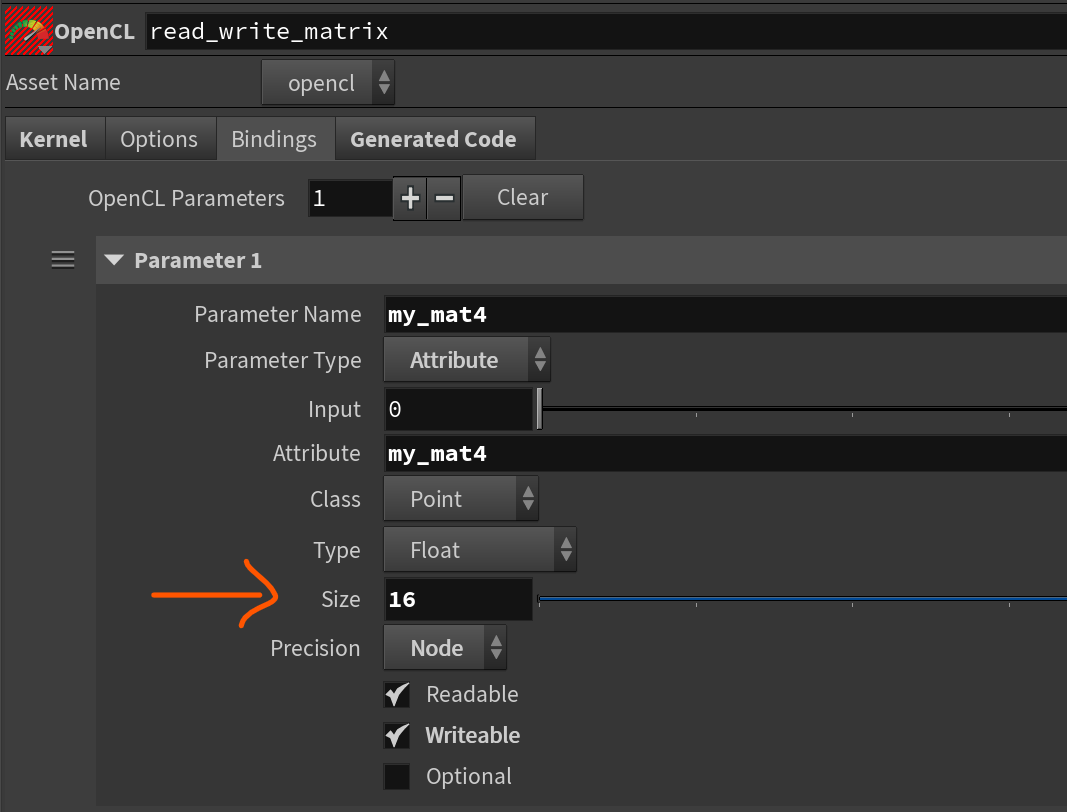 OpenCL read_write_matrix
Asset Name opencl
Kernel Options Bindings Generated Code
OpenCL Parameters 1 Clear
Parameter 1
Parameter Name my_mat4
Parameter Type Attribute
Input 0
Attribute my_mat4
Class Point
Type Float
Size 16
Precision Node
Readable
Writeable
Optional